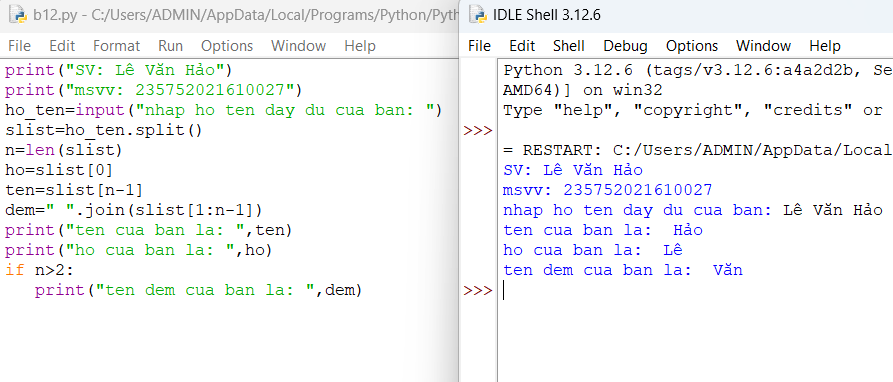 b12.py - C:/Users/ADMIN/AppData/Local/Programs/Python/Pyth
File Edit Format Run Options Window Help
print("SV: Lê Văn Hảo")
print("msvv: 235752021610027")
ho_ten=input("nhap ho ten day du cua ban: ")
slist=ho_ten.split()
n=len(slist)
ho=slist[0]
ten=slist[n-1]
dem=" ".join(slist[1:n-1])
print("ten cua ban la: ",ten)
print("ho cua ban la: ",ho)
if n>2:
   print("ten dem cua ban la: ",dem)
IDLE Shell 3.12.6
File Edit Shell Debug Options Window Help
Python 3.12.6 (tags/v3.12.6:a4a2d2b, Se
AMD64)] on win32
Type "help", "copyright", "credits" or
>>>
= RESTART: C:/Users/ADMIN/AppData/Local
SV: Lê Văn Hảo
msvv: 235752021610027
nhap ho ten day du cua ban: Lê Văn Hảo
ten cua ban la:  Hảo
ho cua ban la:  Lê
ten dem cua ban la:  Văn
>>>